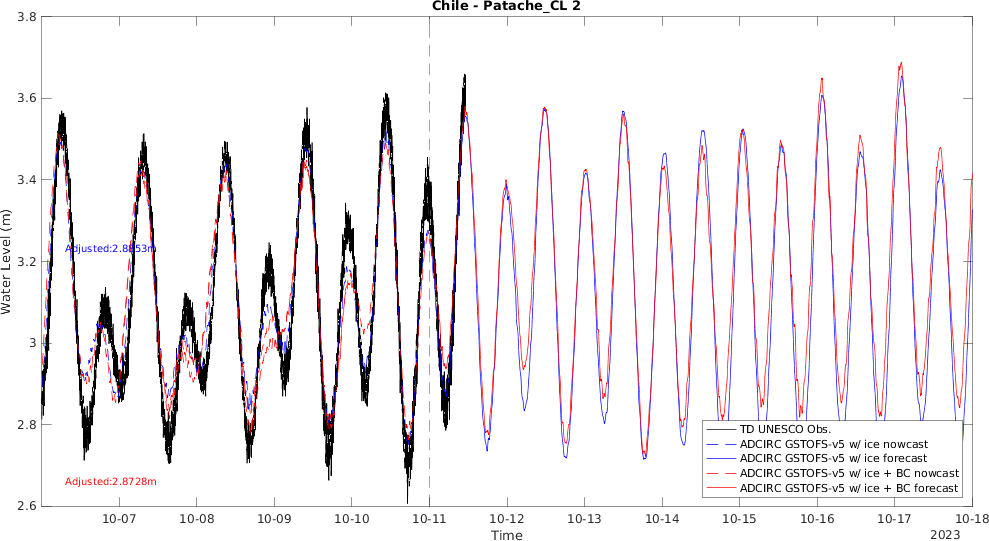 Chile - Patache_CL 2
3.8
3.6
3.4
3.2
3
2.8
2.6
Water Level (m)
Adjusted:2.8853m
Adjusted:2.8728m
TD UNESCO Obs.
ADCIRC GSTOFS-v5 w/ ice nowcast
ADCIRC GSTOFS-v5 w/ ice forecast
ADCIRC GSTOFS-v5 w/ ice + BC nowcast
ADCIRC GSTOFS-v5 w/ ice + BC forecast
10-07 10-08 10-09 10-10 10-11 10-12 10-13 10-14 10-15 10-16 10-17 10-18
Time
2023